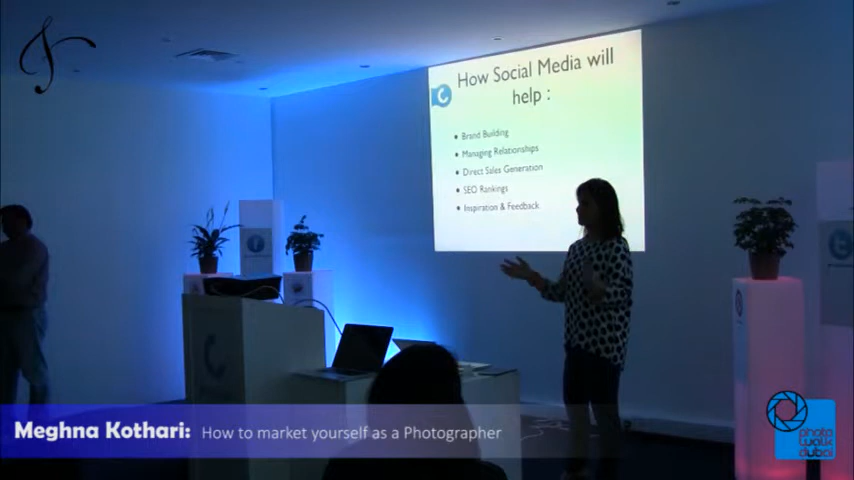 How Social Media will
help :
• Brand Building
• Managing Relationships
• Direct Sales Generation
• SEO Rankings
• Inspiration & Feedback
Meghna Kothari: How to market yourself as a Photographer
photo
walk
dubai